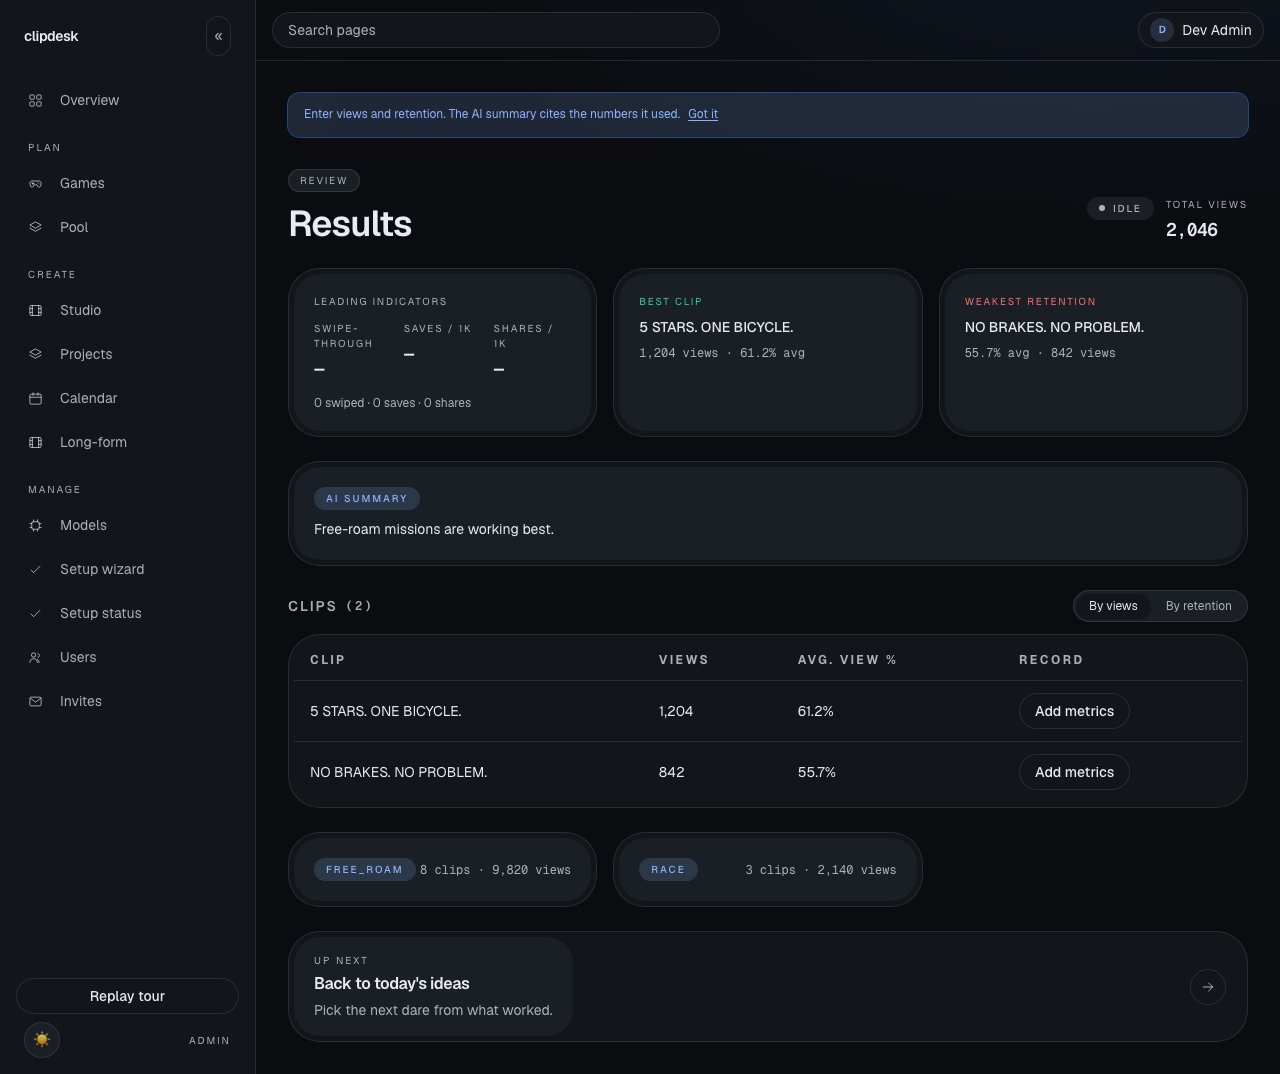 clipdesk
«
Search pages
D
Dev Admin
Overview
PLAN
Games
Pool
CREATE
Studio
Projects
Calendar
Long-form
MANAGE
Models
Setup wizard
Setup status
Users
Invites
Replay tour
ADMIN
Enter views and retention. The AI summary cites the numbers it used. Got it
REVIEW
Results
IDLE
TOTAL VIEWS
2,046
LEADING INDICATORS
SWIPE-
THROUGH
–
SAVES / 1K
–
SHARES /
1K
–
0 swiped · 0 saves · 0 shares
BEST CLIP
5 STARS. ONE BICYCLE.
1,204 views · 61.2% avg
WEAKEST RETENTION
NO BRAKES. NO PROBLEM.
55.7% avg · 842 views
AI SUMMARY
Free-roam missions are working best.
CLIPS (2)
By views By retention
CLIP VIEWS AVG. VIEW % RECORD
5 STARS. ONE BICYCLE. 1,204 61.2% Add metrics
NO BRAKES. NO PROBLEM. 842 55.7% Add metrics
FREE_ROAM 8 clips · 9,820 views
RACE 3 clips · 2,140 views
UP NEXT
Back to today's ideas
Pick the next dare from what worked.